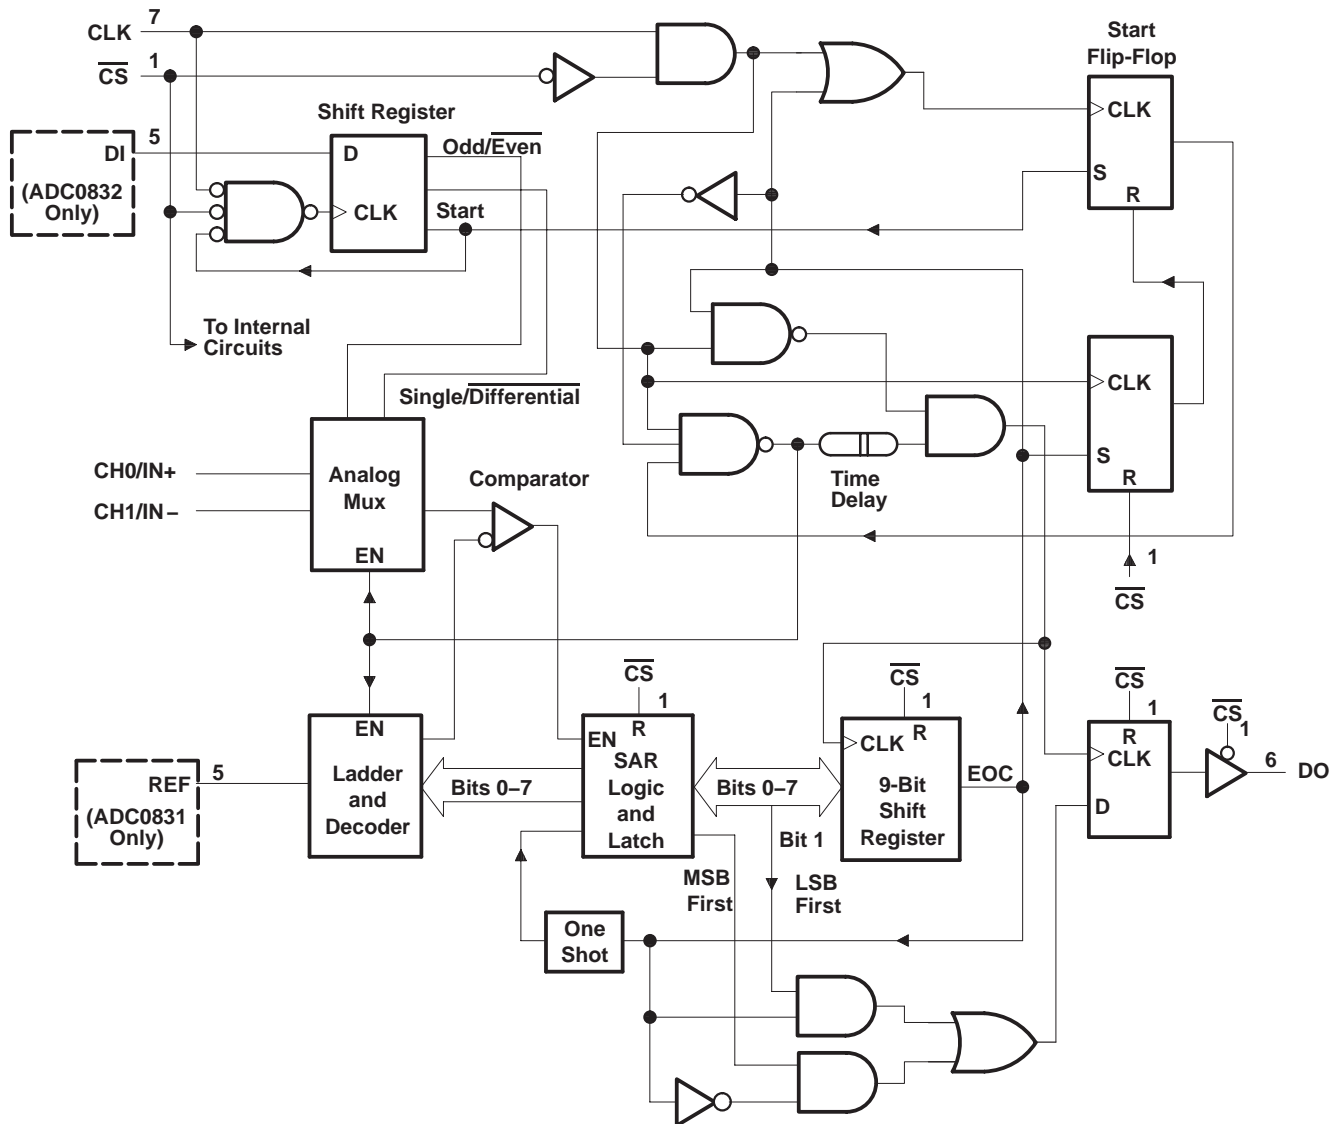 CLK
7
CS
1
Start
Flip-Flop
CLK
S
R
Shift Register
Odd/Even
DI
5
(ADC0832
Only)
D
CLK
Start
To Internal
Circuits
Single/Differential
CLK
S
R
1
CS
CH0/IN+
CH1/IN–
Analog
Mux
EN
Comparator
Time
Delay
CS
1
CS
1
CS
1
CS
1
REF
5
(ADC0831
Only)
EN
Ladder
and
Decoder
Bits 0–7
R
EN
SAR
Logic
and
Latch
Bits 0–7
R
CLK
9-Bit
Shift
Register
EOC
R
CLK
D
6
DO
Bit 1
MSB
First
LSB
First
One
Shot